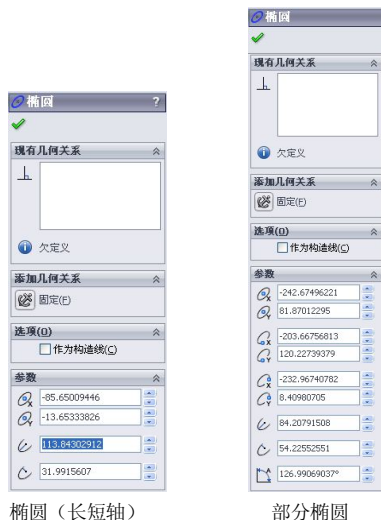 椭圆 ?
现有几何关系
欠定义
添加几何关系
固定(F)
选项(O)
作为构造线(C)
参数
-85.65009446
-13.65333826
113.84302912
31.9915607
椭圆（长短轴）
椭圆
现有几何关系
欠定义
添加几何关系
固定(F)
选项(O)
作为构造线(C)
参数
-242.67496221
81.87012295
-203.66756813
120.22739379
-232.96740782
8.40980705
84.20791508
54.22552551
126.99069037°
部分椭圆